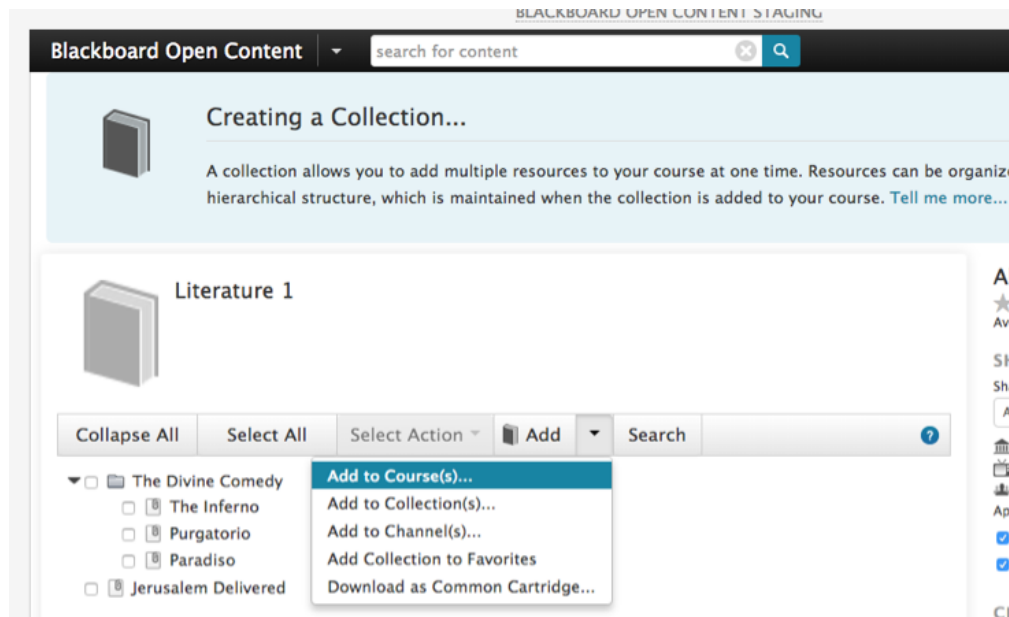 BLACKBOARD OPEN CONTENT STAGING
Blackboard Open Content
search for content
Creating a Collection...
A collection allows you to add multiple resources to your course at one time. Resources can be
hierarchical structure, which is maintained when the collection is added to your course. Tell me more...
Literature 1
Collapse All Select All Select Action Add Search ?
Add to Course(s)...
Add to Collection(s)...
Add to Channel(s)...
Add Collection to Favorites
Download as Common Cartridge...
The Divine Comedy
The Inferno
Purgatorio
Paradiso
Jerusalem Delivered